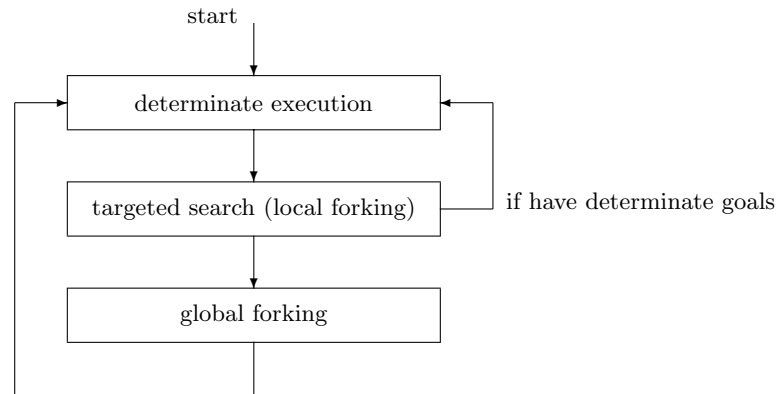 start
determinate execution
targeted search (local forking)
if have determinate goals
global forking